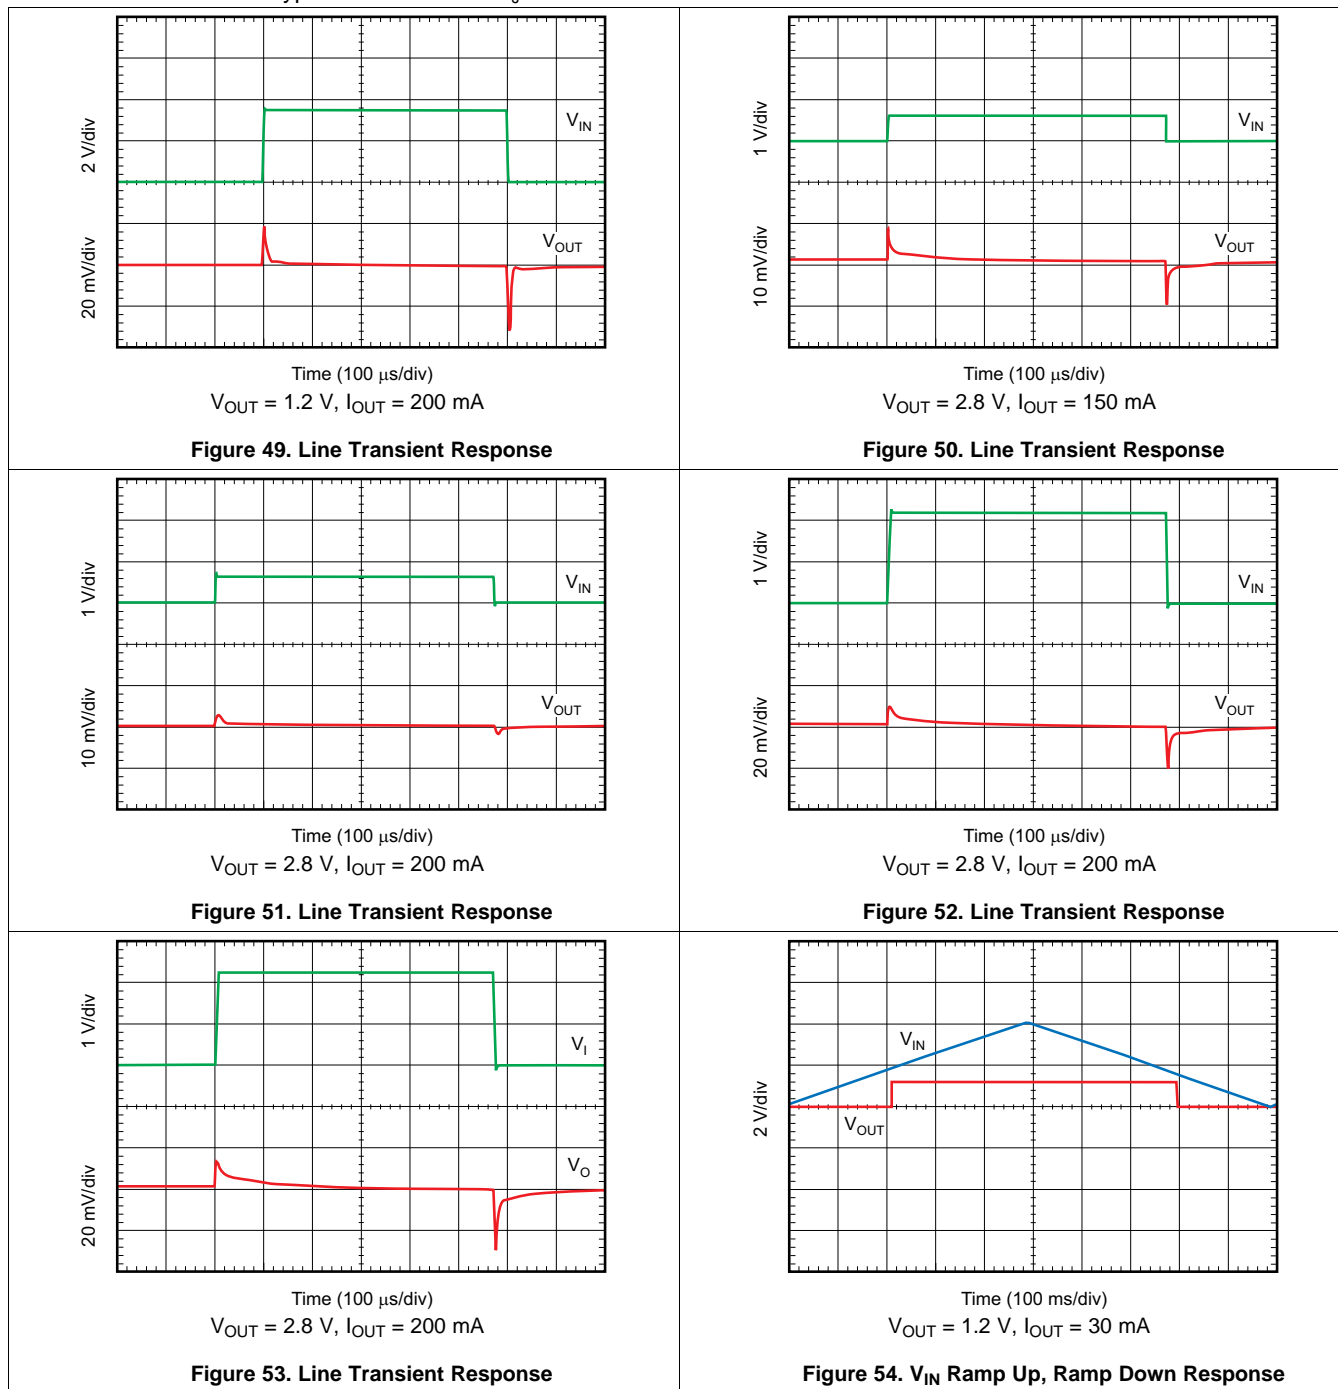 2 V/div
V_IN
V_OUT
20 mV/div
Time (100 μs/div)
V_OUT = 1.2 V, I_OUT = 200 mA
Figure 49. Line Transient Response
1 V/div
V_IN
V_OUT
10 mV/div
Time (100 μs/div)
V_OUT = 2.8 V, I_OUT = 150 mA
Figure 50. Line Transient Response
1 V/div
V_IN
V_OUT
10 mV/div
Time (100 μs/div)
V_OUT = 2.8 V, I_OUT = 200 mA
Figure 51. Line Transient Response
1 V/div
V_IN
V_OUT
20 mV/div
Time (100 μs/div)
V_OUT = 2.8 V, I_OUT = 200 mA
Figure 52. Line Transient Response
1 V/div
V_I
V_O
20 mV/div
Time (100 μs/div)
V_OUT = 2.8 V, I_OUT = 200 mA
Figure 53. Line Transient Response
V_IN
2 V/div
V_OUT
Time (100 ms/div)
V_OUT = 1.2 V, I_OUT = 30 mA
Figure 54. V_IN Ramp Up, Ramp Down Response